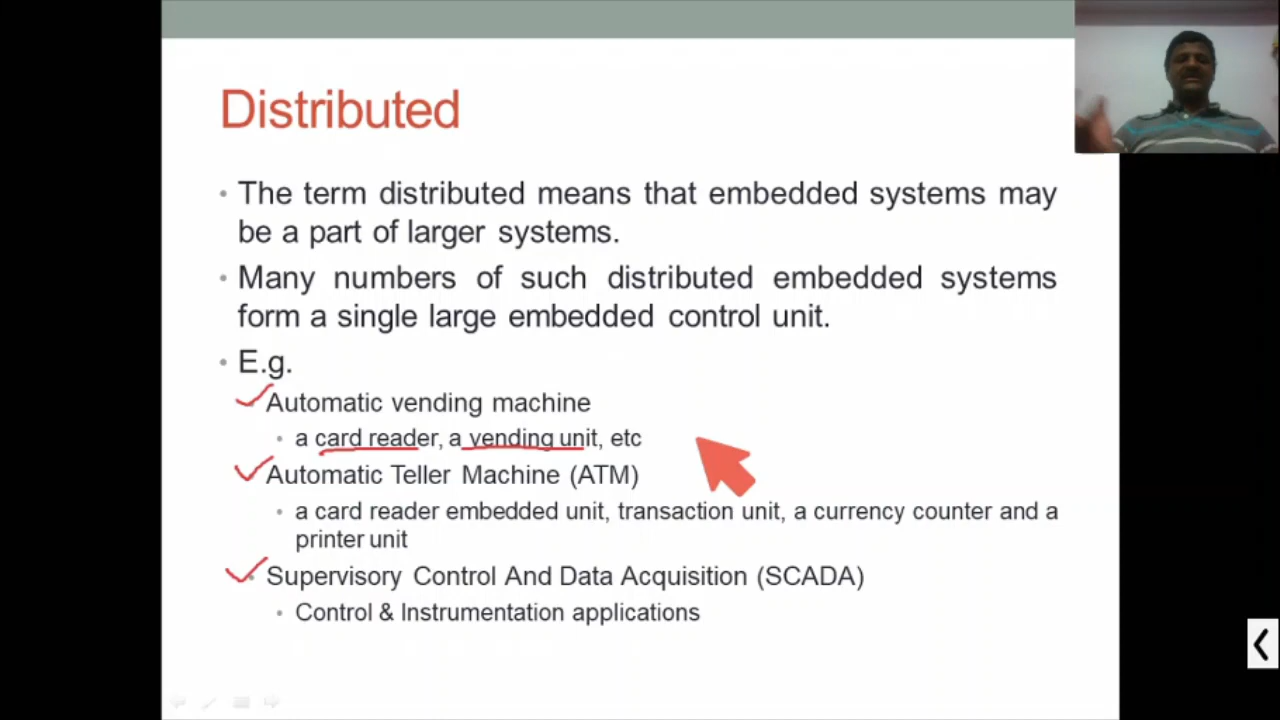 Distributed
• The term distributed means that embedded systems may
be a part of larger systems.
• Many numbers of such distributed embedded systems
form a single large embedded control unit.
• E.g.
Automatic vending machine
• a card reader, a vending unit, etc
Automatic Teller Machine (ATM)
• a card reader embedded unit, transaction unit, a currency counter and a
printer unit
• Supervisory Control And Data Acquisition (SCADA)
• Control & Instrumentation applications